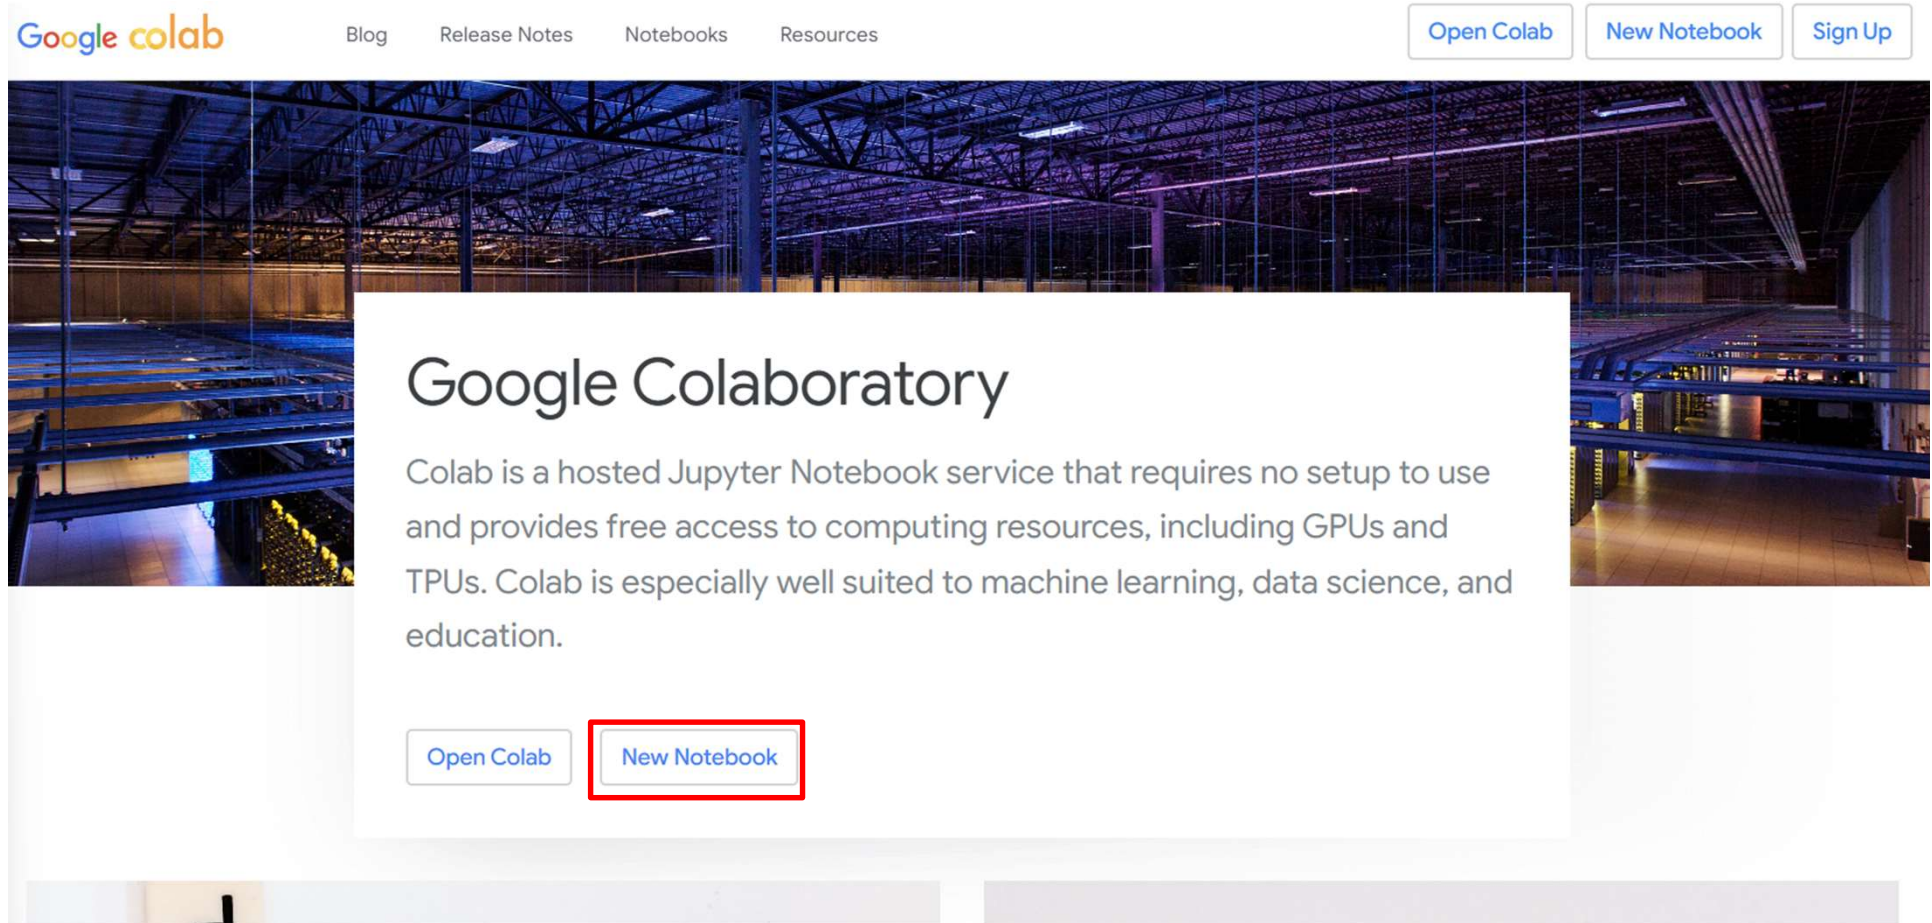 Google colab
Blog Release Notes Notebooks Resources
Open Colab New Notebook Sign Up
Google Colaboratory
Colab is a hosted Jupyter Notebook service that requires no setup to use
and provides free access to computing resources, including GPUs and
TPUs. Colab is especially well suited to machine learning, data science, and
education.
Open Colab New Notebook